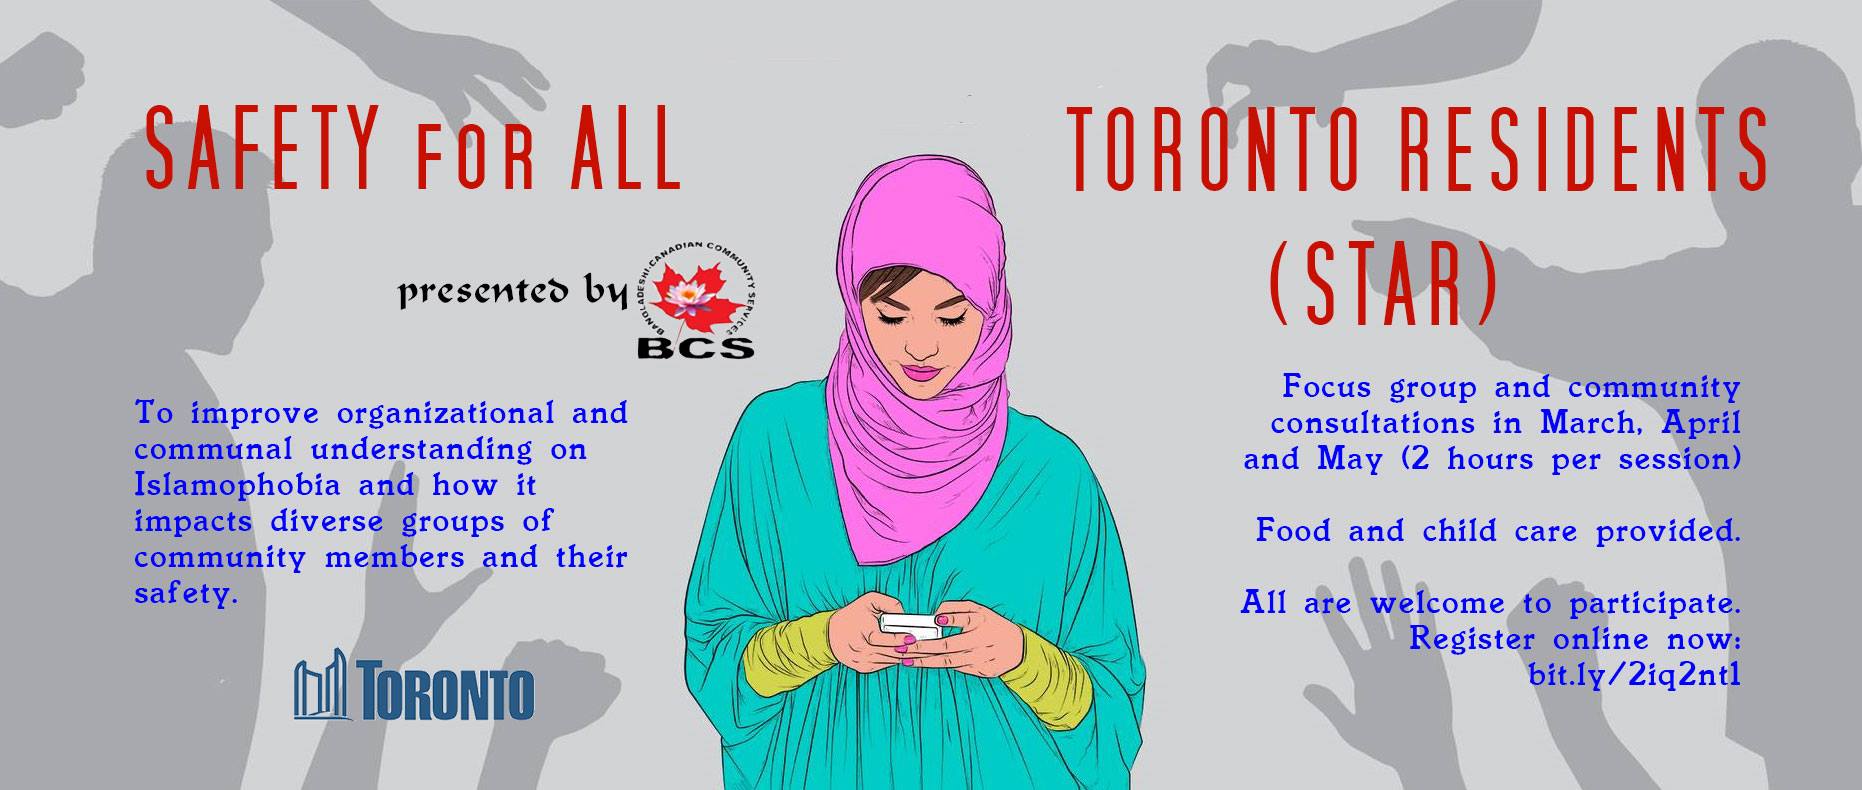 SAFETY FOR ALL
TORONTO RESIDENTS
(STAR)
presented by
BANGLADESHI-CANADIAN COMMUNITY SERVICES
BCS
To improve organizational and
communal understanding on
Islamophobia and how it
impacts diverse groups of
community members and their
safety.
TORONTO
Focus group and community
consultations in March, April
and May (2 hours per session)
Food and child care provided.
All are welcome to participate.
Register online now:
bit.ly/2iq2ntl